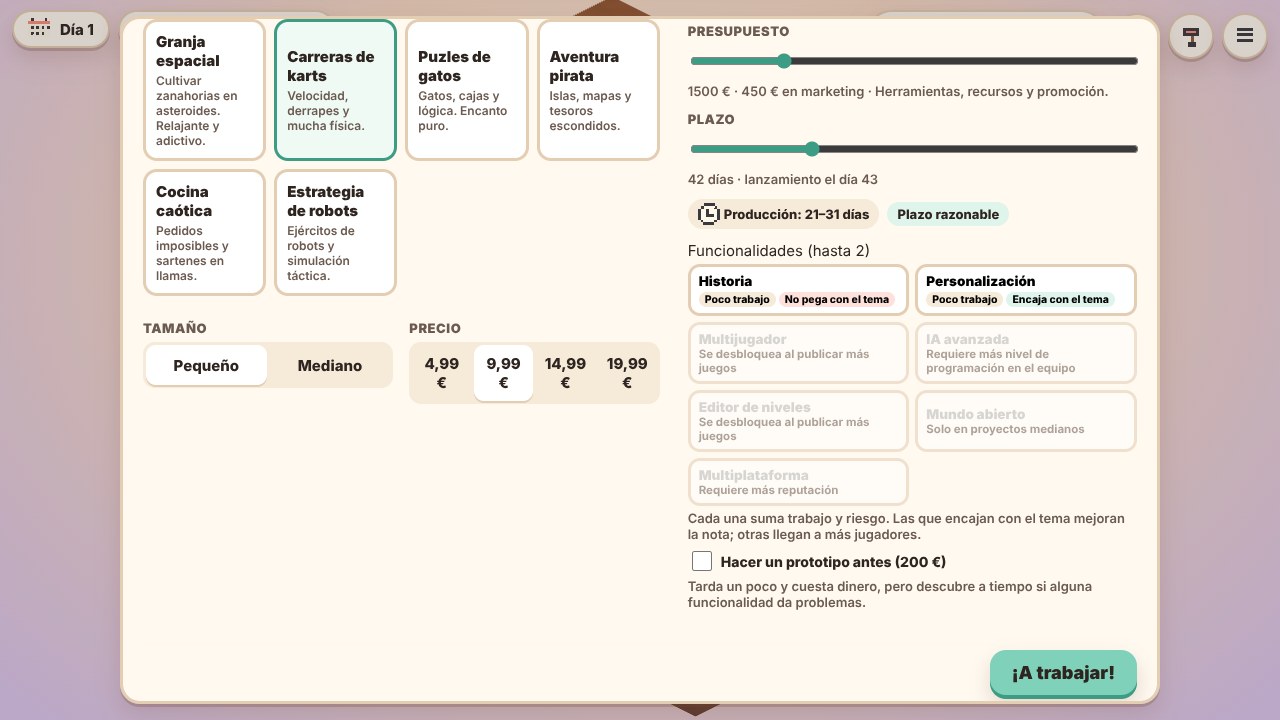 Día 1
Granja
espacial
Cultivar
zanahorias en
asteroides.
Relajante y
adictivo.
Carreras de
karts
Velocidad,
derrapes y
mucha física.
Puzles de
gatos
Gatos, cajas y
lógica. Encanto
puro.
Aventura
pirata
Islas, mapas y
tesoros
escondidos.
Cocina
caótica
Pedidos
imposibles y
sartenes en
llamas.
Estrategia
de robots
Ejércitos de
robots y
simulación
táctica.
TAMAÑO
Pequeño
Mediano
PRECIO
4,99
€
9,99
€
14,99
€
19,99
€
PRESUPUESTO
1500 € · 450 € en marketing · Herramientas, recursos y promoción.
PLAZO
42 días · lanzamiento el día 43
Producción: 21–31 días
Plazo razonable
Funcionalidades (hasta 2)
Historia
Poco trabajo
No pega con el tema
Personalización
Poco trabajo
Encaja con el tema
Multijugador
Se desbloquea al publicar más
juegos
IA avanzada
Requiere más nivel de
programación en el equipo
Editor de niveles
Se desbloquea al publicar más
juegos
Mundo abierto
Solo en proyectos medianos
Multiplataforma
Requiere más reputación
Cada una suma trabajo y riesgo. Las que encajan con el tema mejoran
la nota; otras llegan a más jugadores.
Hacer un prototipo antes (200 €)
Tarda un poco y cuesta dinero, pero descubre a tiempo si alguna
funcionalidad da problemas.
¡A trabajar!